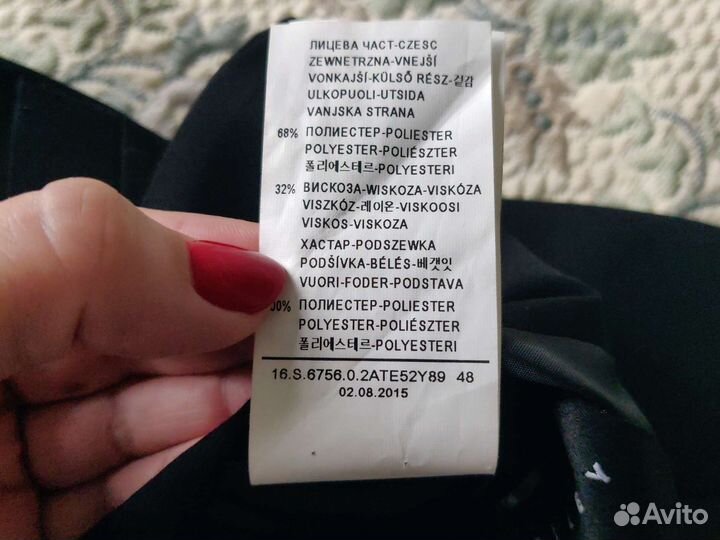 ЛИЦЕВА ЧАСТ-CZESC
ZEWNETRZNA-VNEJŠÍ
VONKAJŠÍ-KÜLSŐ RÉSZ-겉감
ULKOPUOLI-UTSIDA
VANJSKA STRANA
68% ПОЛИЕСТЕР-POLIESTER
POLYESTER-POLIÉSZTER
폴리에스테르-POLYESTERI
32% ВИСКОЗА-WISKOZA-VISKÓZA
VISZKÓZ-레이온-VISKOOSI
VISKOS-VISKOZA
ХАСТАР-PODSZEWKA
PODŠÍVKA-BÉLÉS-베갯잇
VUORI-FODER-PODSTAVA
00% ПОЛИЕСТЕР-POLIESTER
POLYESTER-POLIÉSZTER
폴리에스테르-POLYESTERI
16.S.6756.0.2ATE52Y89 48
02.08.2015
Avito